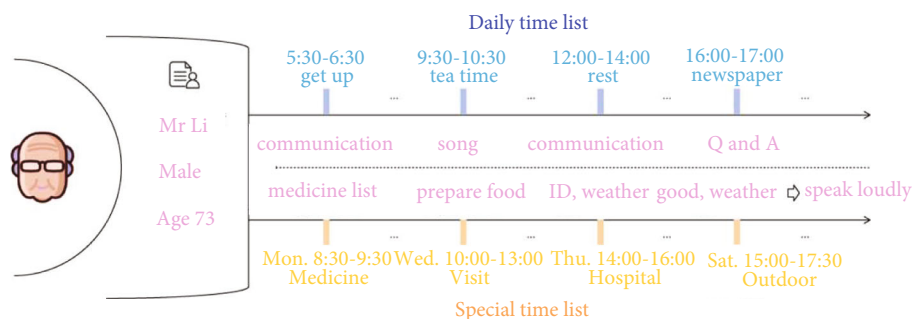 Daily time list
5:30-6:30 9:30-10:30 12:00-14:00 16:00-17:00
get up tea time rest newspaper
... ... ... ...
Mr Li
communication song communication Q and A
Male
medicine list prepare food ID, weather good, weather ⇨ speak loudly
Age 73
... ... ... ...
Mon. 8:30-9:30 Wed. 10:00-13:00 Thu. 14:00-16:00 Sat. 15:00-17:30
Medicine Visit Hospital Outdoor
Special time list